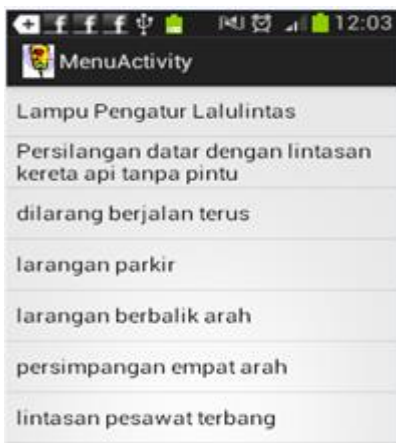 12:03
MenuActivity
Lampu Pengatur Lalulintas
Persilangan datar dengan lintasan
kereta api tanpa pintu
dilarang berjalan terus
larangan parkir
larangan berbalik arah
persimpangan empat arah
lintasan pesawat terbang